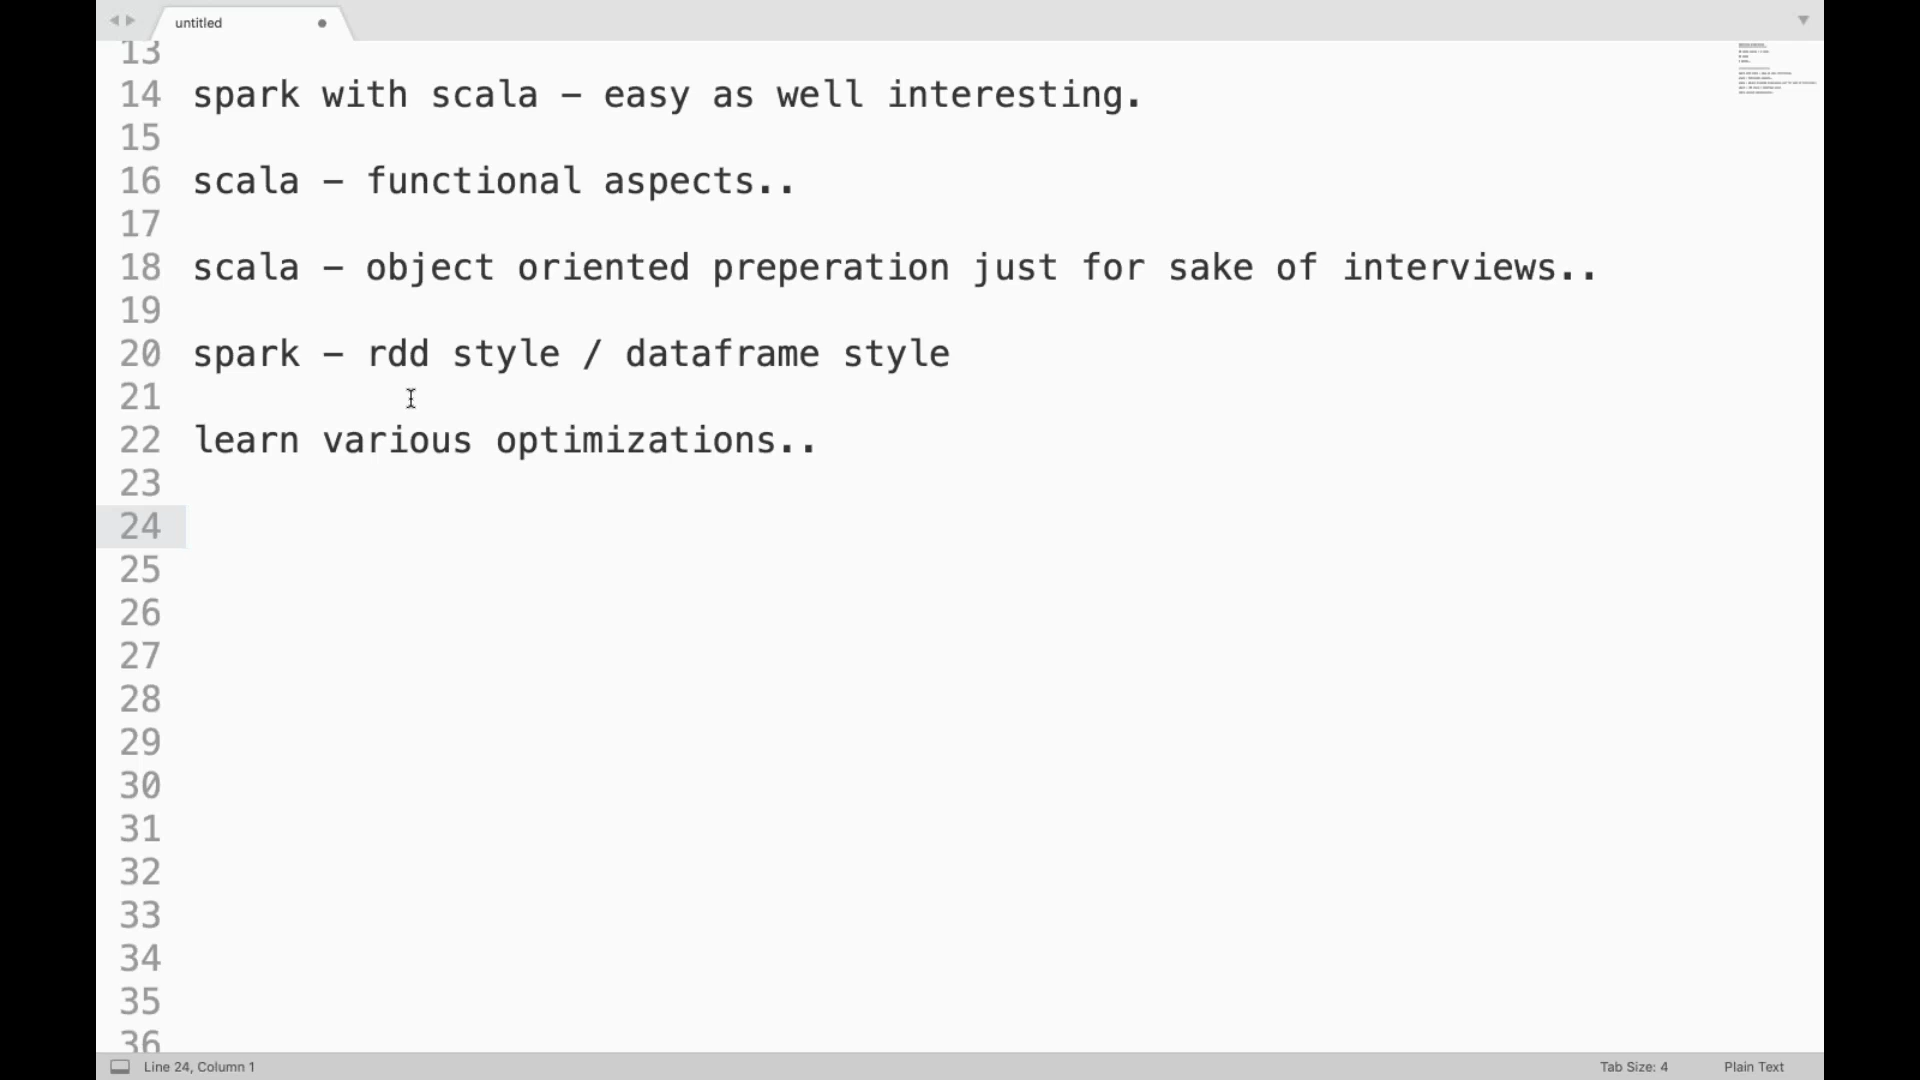 untitled
13
14 spark with scala - easy as well interesting.
15
16 scala - functional aspects..
17
18 scala - object oriented preperation just for sake of interviews..
19
20 spark - rdd style / dataframe style
21
22 learn various optimizations..
23
24
25
26
27
28
29
30
31
32
33
34
35
36
Line 24, Column 1 Tab Size: 4 Plain Text